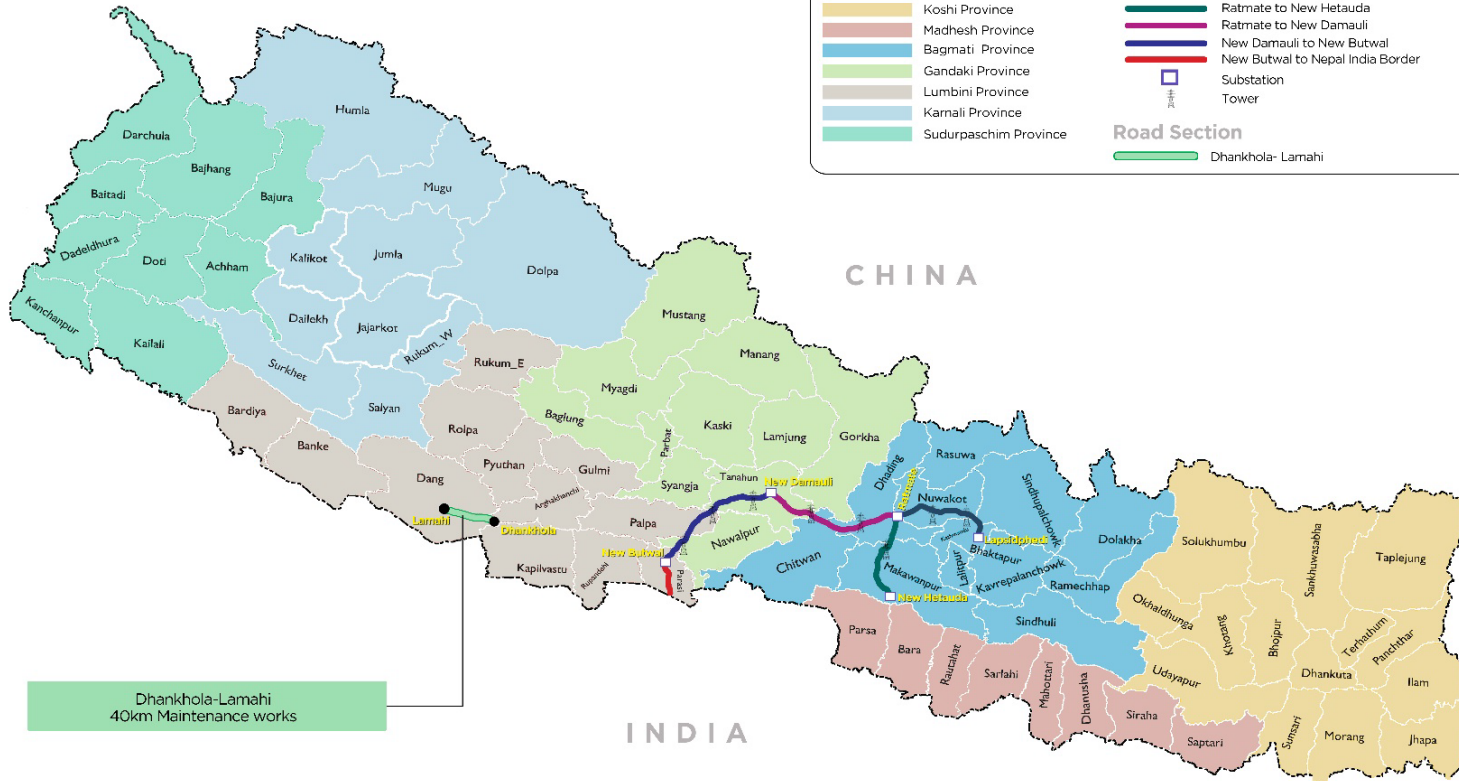 Koshi Province
Madhesh Province
Bagmati Province
Gandaki Province
Lumbini Province
Karnali Province
Sudurpaschim Province
Ratmate to New Hetauda
Ratmate to New Damauli
New Damauli to New Butwal
New Butwal to Nepal India Border
Substation
Tower
Road Section
Dhankhola- Lamahi
Humla
Darchula
Bajhang
Baitadi
Bajura
Mugu
Dadeldhura
Doti
Achham
Kalikot
Jumla
Dolpa
CHINA
Kanchanpur
Kailali
Dailekh
Jajarkot
Rukum_W
Mustang
Surkhet
Rukum_E
Manang
Salyan
Myagdi
Bardiya
Baglung
Banke
Rolpa
Parbat
Kaski
Lamjung
Gorkha
Pyuthan
Gulmi
Dang
Arghakhanchi
Syangja
Tanahun
New Damauli
Dhading
Rasuwa
Ratmate
Nuwakot
Sindhupalchowk
Lamahi
Dhankhola
Palpa
Nawalpur
Kathmandu
Lapsidphedi
Dolakha
New Butwal
Kapilvastu
Rupandehi
Parasi
Chitwan
Makawanpur
Lalitpur
Bhaktapur
Kavrepalanchowk
Ramechhap
New Hetauda
Sindhuli
Solukhumbu
Sankhuwasabha
Taplejung
Okhaldhunga
Khotang
Bhojpur
Terhathum
Panchthar
Parsa
Bara
Rautahat
Sarlahi
Mahottari
Dhanusha
Siraha
Saptari
Udayapur
Dhankuta
Ilam
Sunsari
Morang
Jhapa
Dhankhola-Lamahi
40km Maintenance works
INDIA